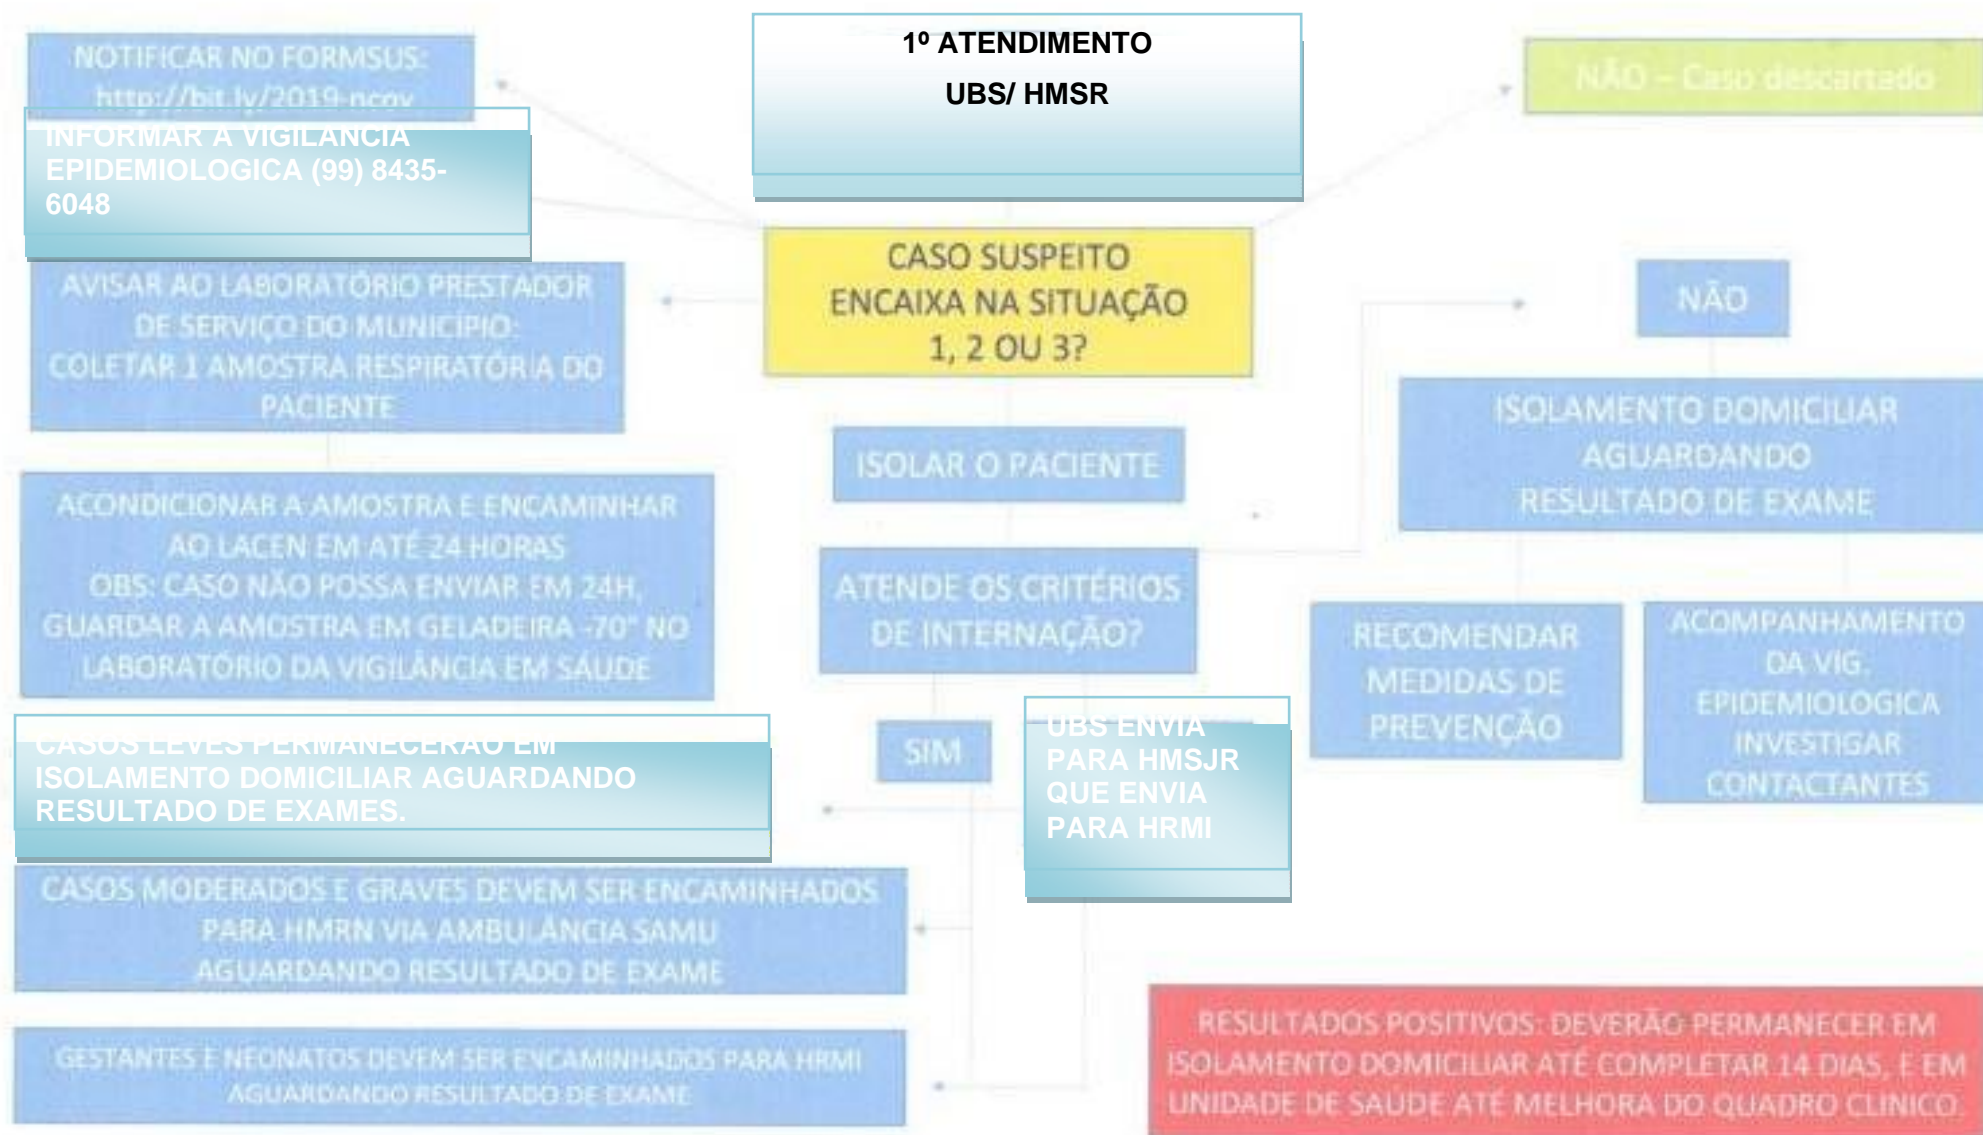 1º ATENDIMENTO
UBS/ HMSR
NOTIFICAR NO FORMSUS:
http://bit.ly/2019-ncov
NÃO – Caso descartado
INFORMAR A VIGILANCIA
EPIDEMIOLOGICA (99) 8435-
6048
CASO SUSPEITO
ENCAIXA NA SITUAÇÃO
1, 2 OU 3?
AVISAR AO LABORATÓRIO PRESTADOR
DE SERVIÇO DO MUNICÍPIO:
COLETAR 1 AMOSTRA RESPIRATÓRIA DO
PACIENTE
NÃO
ISOLAR O PACIENTE
ISOLAMENTO DOMICILIAR
AGUARDANDO
RESULTADO DE EXAME
ACONDICIONAR A AMOSTRA E ENCAMINHAR
AO LACEN EM ATÉ 24 HORAS
OBS: CASO NÃO POSSA ENVIAR EM 24H,
GUARDAR A AMOSTRA EM GELADEIRA -70° NO
LABORATÓRIO DA VIGILÂNCIA EM SAÚDE
ATENDE OS CRITÉRIOS
DE INTERNAÇÃO?
RECOMENDAR
MEDIDAS DE
PREVENÇÃO
ACOMPANHAMENTO
DA VIG.
EPIDEMIOLOGICA
INVESTIGAR
CONTACTANTES
SIM
UBS ENVIA
PARA HMSJR
QUE ENVIA
PARA HRMI
CASOS LEVES PERMANECERAO EM
ISOLAMENTO DOMICILIAR AGUARDANDO
RESULTADO DE EXAMES.
CASOS MODERADOS E GRAVES DEVEM SER ENCAMINHADOS
PARA HMRN VIA AMBULÂNCIA SAMU
AGUARDANDO RESULTADO DE EXAME
GESTANTES E NEONATOS DEVEM SER ENCAMINHADOS PARA HRMI
AGUARDANDO RESULTADO DE EXAME
RESULTADOS POSITIVOS: DEVERÃO PERMANECER EM
ISOLAMENTO DOMICILIAR ATÉ COMPLETAR 14 DIAS, E EM
UNIDADE DE SAUDE ATÉ MELHORA DO QUADRO CLINICO.